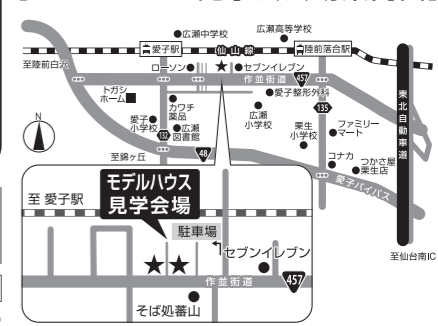 広瀬中学校
広瀬高等学校
愛子駅
仙山線
陸前落合駅
至陸前白沢
ローソン
セブンイレブン
作並街道
457
トガシ
ホーム
愛子整形外科
カワチ
薬品
135
東北自動車道
愛子
小学校
広瀬
図書館
132
広瀬
小学校
栗生
小学校
ファミリー
マート
N
至錦ヶ丘
48
コナカ
つかさ屋
栗生店
愛子バイパス
モデルハウス
見学会場
至 愛子駅
駐車場
セブンイレブン
作並街道
457
そば処蕃山
至仙台南IC